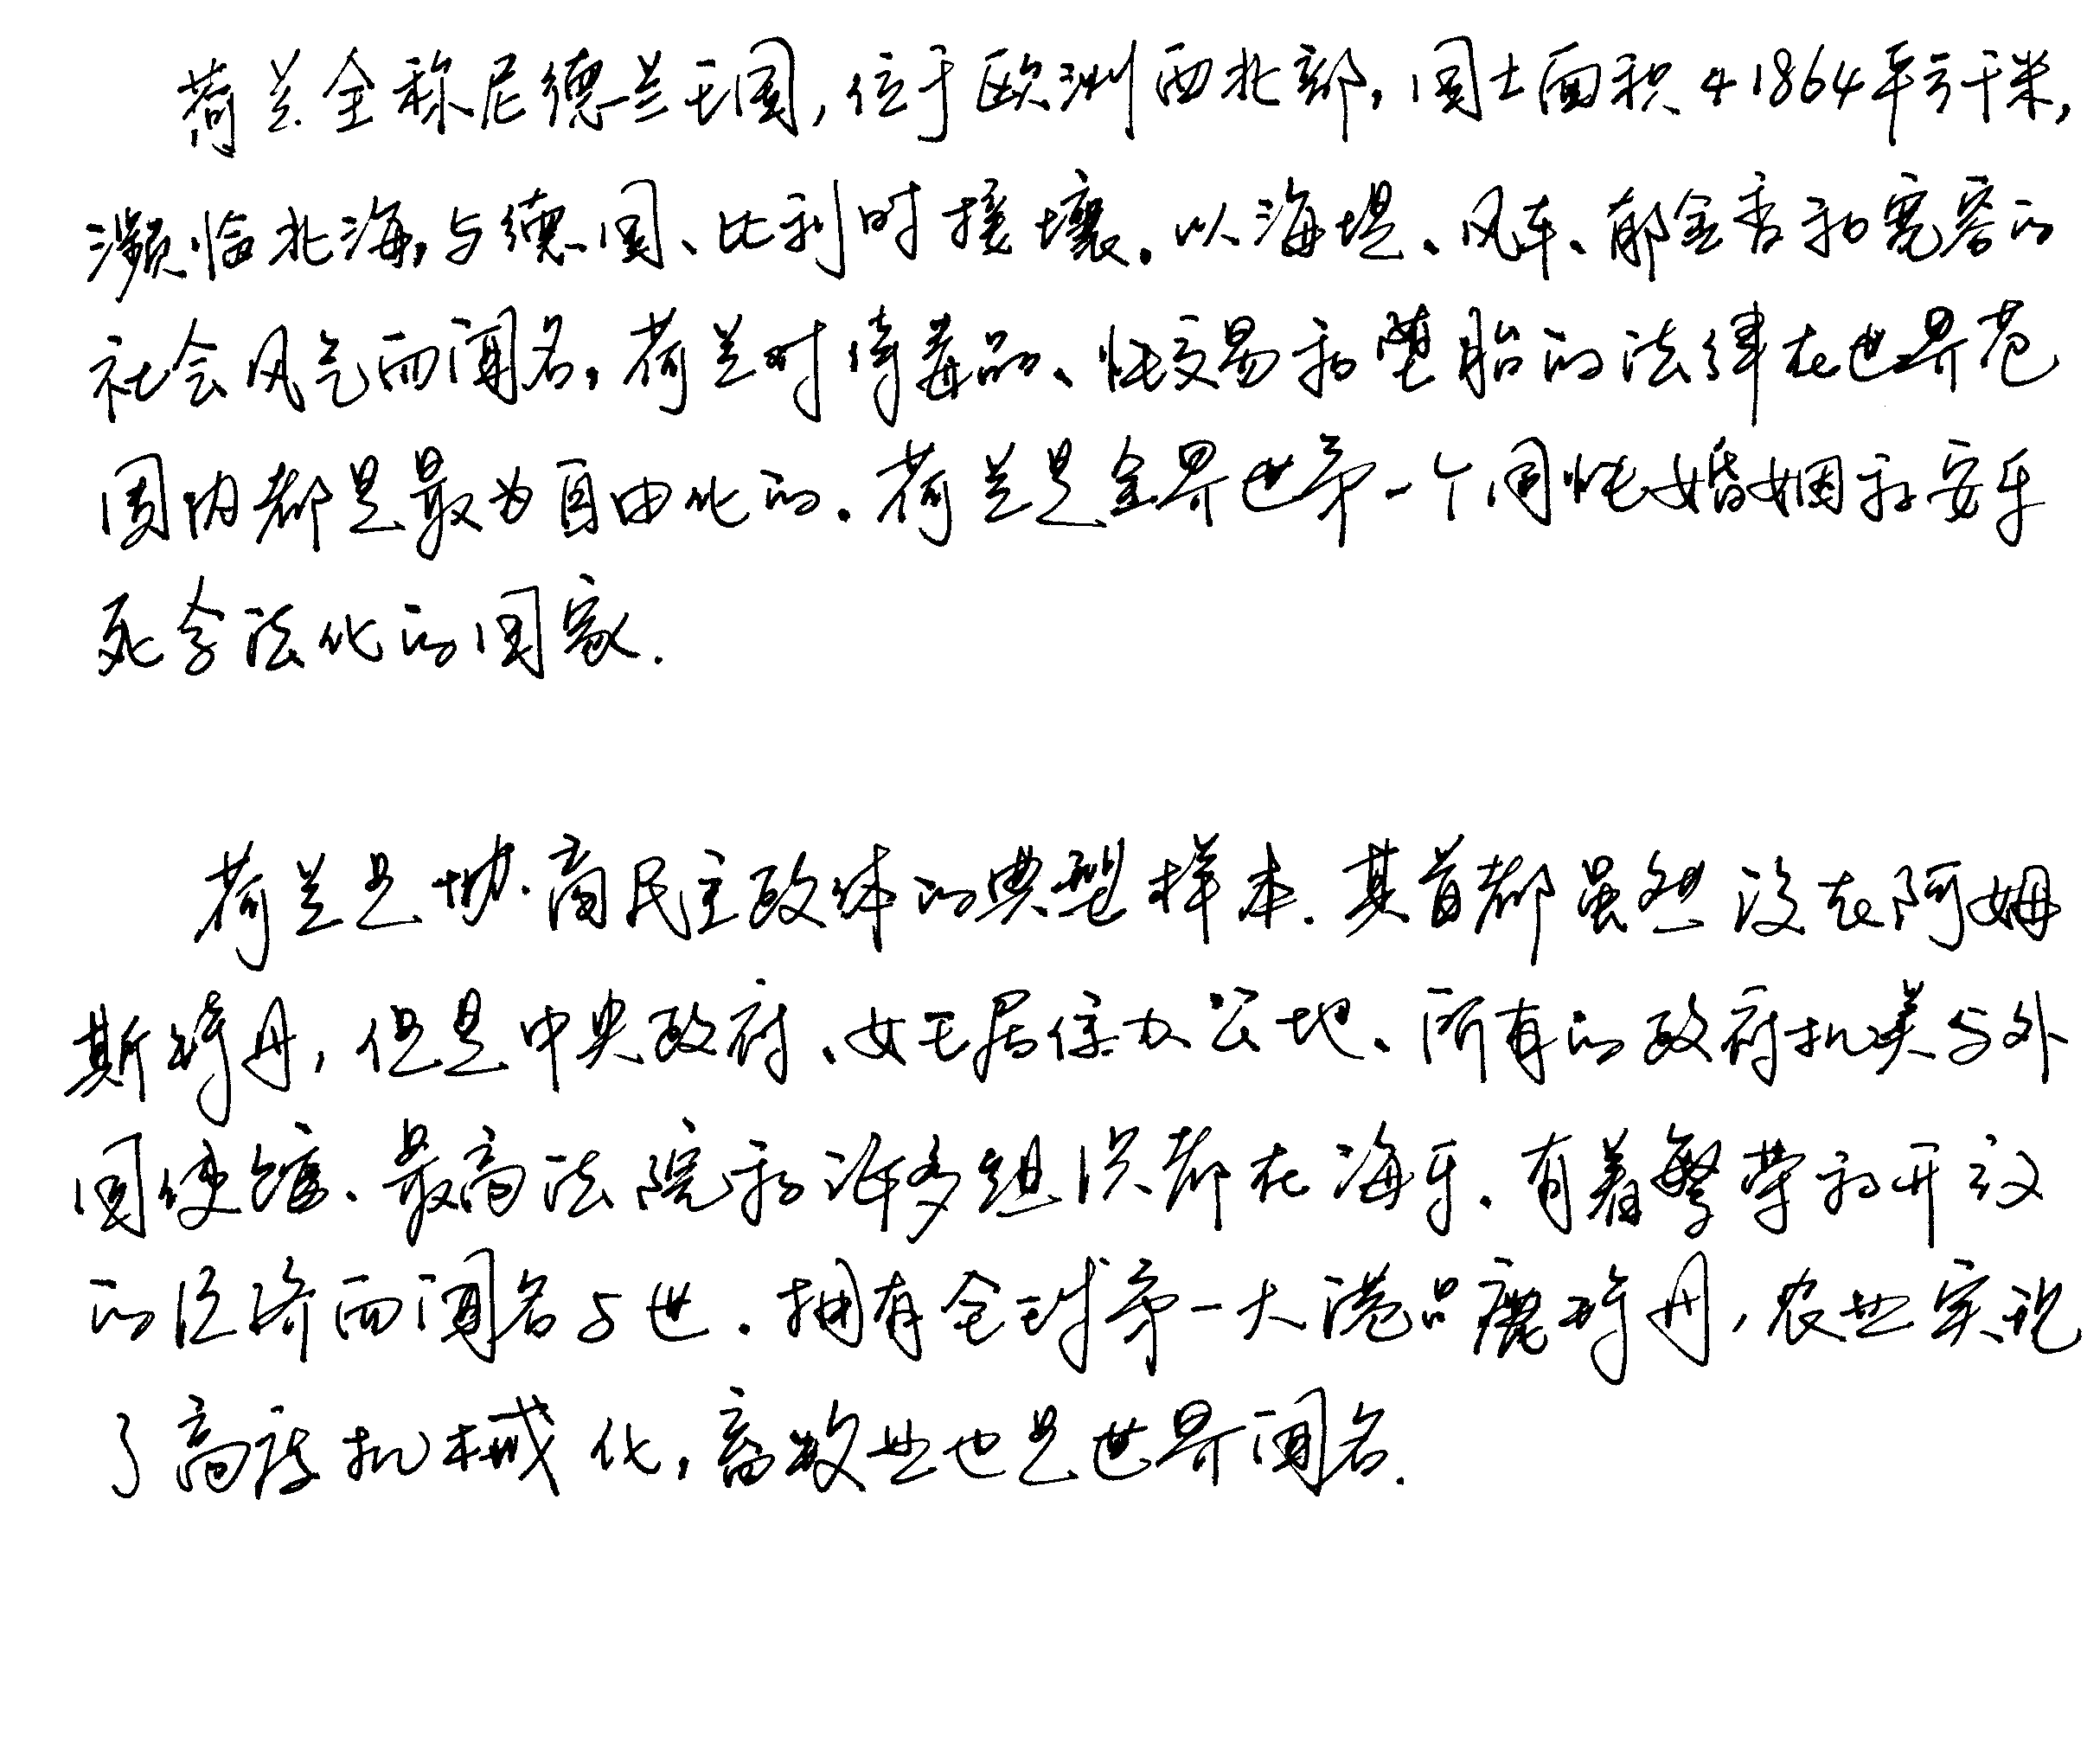 荷兰全称尼德兰王国,位于欧洲西北部,国土面积41864平方千米,
濒临北海,与德国、比利时接壤。以海堤、风车、郁金香和宽容的
社会风气而闻名,荷兰对待毒品、性交易和堕胎的法律在世界范
围内都是最为自由化的。荷兰是全界世第一个同性婚姻和安乐
死合法化的国家.
荷兰是协商民主政体的典型样本.其首都虽然设在阿姆
斯特丹,但是中央政府、女王居住办公地、所有的政府机关与外
国使馆、最高法院和许多组织都在海牙.有着繁荣和开放
的经济而闻名与世.拥有全球第一大港口鹿特丹,农业实现
了高度机械化,畜牧业也是世界闻名.